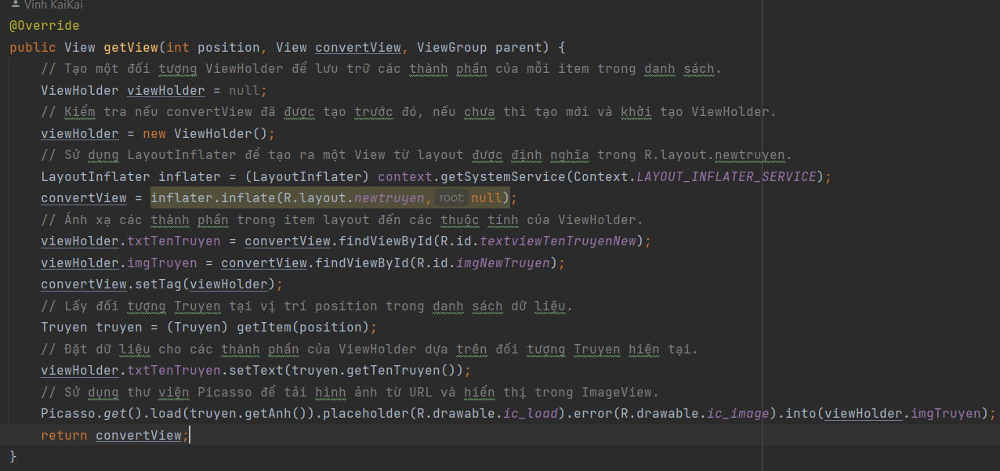 Vinh KaiKai
@Override
public View getView(int position, View convertView, ViewGroup parent) {
// Tạo một đối tượng ViewHolder để lưu trữ các thành phần của mỗi item trong danh sách.
ViewHolder viewHolder = null;
// Kiểm tra nếu convertView đã được tạo trước đó, nếu chưa thì tạo mới và khởi tạo ViewHolder.
viewHolder = new ViewHolder();
// Sử dụng LayoutInflater để tạo ra một View từ layout được định nghĩa trong R.layout.newtruyen.
LayoutInflater inflater = (LayoutInflater) context.getSystemService(Context.LAYOUT_INFLATER_SERVICE);
convertView = inflater.inflate(R.layout.newtruyen, root: null);
// Ánh xạ các thành phần trong item layout đến các thuộc tính của ViewHolder.
viewHolder.txtTenTruyen = convertView.findViewById(R.id.textviewTenTruyenNew);
viewHolder.imgTruyen = convertView.findViewById(R.id.imgNewTruyen);
convertView.setTag(viewHolder);
// Lấy đối tượng Truyen tại vị trí position trong danh sách dữ liệu.
Truyen truyen = (Truyen) getItem(position);
// Đặt dữ liệu cho các thành phần của ViewHolder dựa trên đối tượng Truyen hiện tại.
viewHolder.txtTenTruyen.setText(truyen.getTenTruyen());
// Sử dụng thư viện Picasso để tải hình ảnh từ URL và hiển thị trong ImageView.
Picasso.get().load(truyen.getAnh()).placeholder(R.drawable.ic_load).error(R.drawable.ic_image).into(viewHolder.imgTruyen);
return convertView;
}